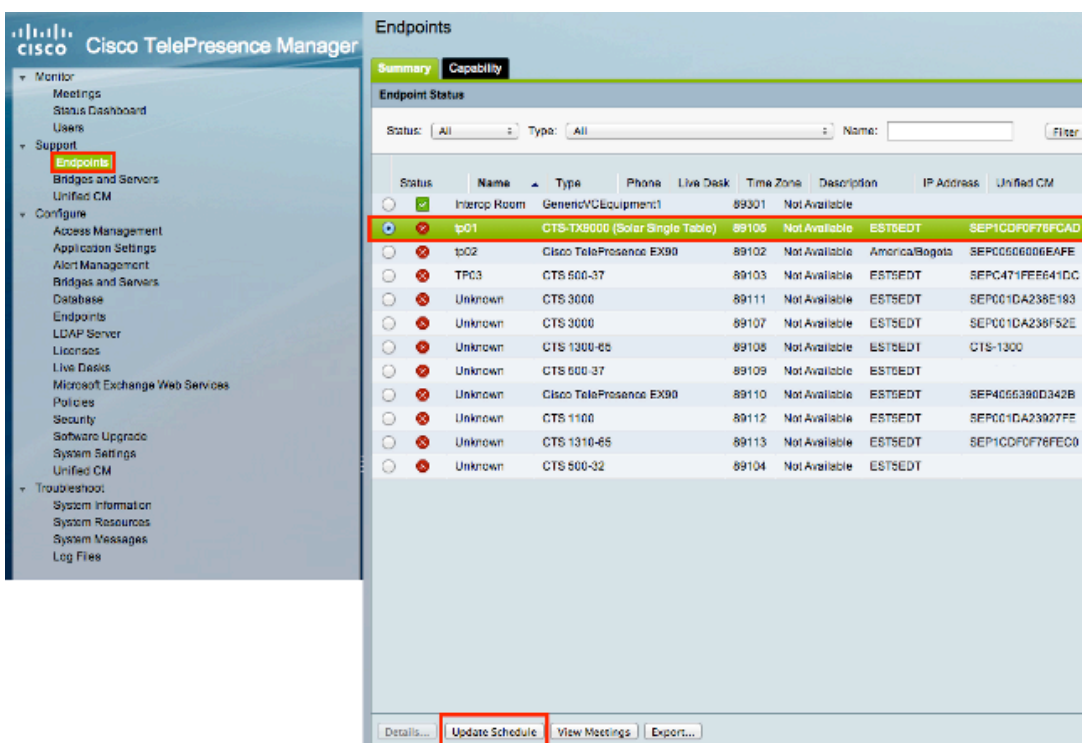 CISCO Cisco TelePresence Manager
Monitor
Meetings
Status Dashboard
Users
Support
Endpoints
Bridges and Servers
Unified CM
Configure
Access Management
Application Settings
Alert Management
Bridges and Servers
Database
Endpoints
LDAP Server
Licenses
Live Desks
Microsoft Exchange Web Services
Policies
Security
Software Upgrade
System Settings
Unified CM
Troubleshoot
System Information
System Resources
System Messages
Log Files
Endpoints
Summary Capability
Endpoint Status
Status: All Type: All Name: Filter
Status Name Type Phone Live Desk Time Zone Description IP Address Unified CM
Interop Room GenericVCEquipment1 89301 Not Available
tp01 CTS-TX9000 (Solar Single Table) 89105 Not Available EST5EDT SEP1CDF0F76FCAD
tp02 Cisco TelePresence EX90 89102 Not Available America/Bogota SEP00506006EAFE
TP03 CTS 500-37 89103 Not Available EST5EDT SEPC471FEE641DC
Unknown CTS 3000 89111 Not Available EST5EDT SEP001DA238E193
Unknown CTS 3000 89107 Not Available EST5EDT SEP001DA238F52E
Unknown CTS 1300-65 89108 Not Available EST5EDT CTS-1300
Unknown CTS 500-37 89109 Not Available EST5EDT
Unknown Cisco TelePresence EX90 89110 Not Available EST5EDT SEP4055390D342B
Unknown CTS 1100 89112 Not Available EST5EDT SEP001DA23927FE
Unknown CTS 1310-65 89113 Not Available EST5EDT SEP1CDF0F76FEC0
Unknown CTS 500-32 89104 Not Available EST5EDT
Details... Update Schedule View Meetings Export...